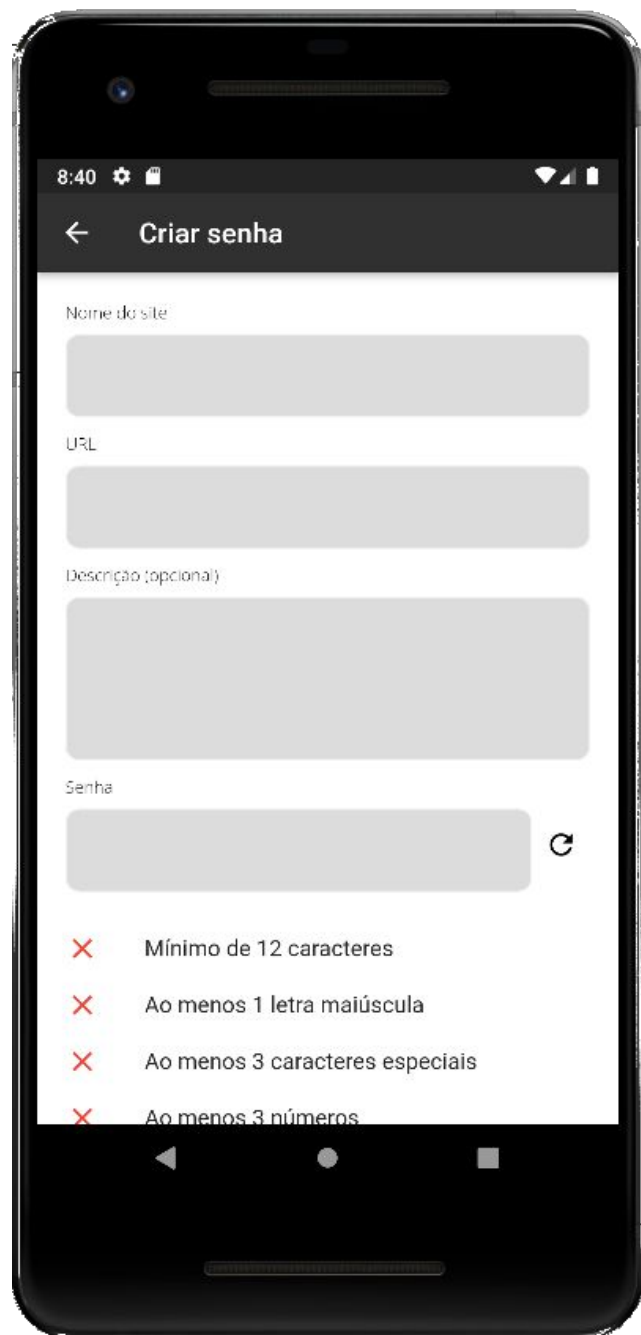 8:40
Criar senha
Nome do site
URL
Descrição (opcional)
Senha
Mínimo de 12 caracteres
Ao menos 1 letra maiúscula
Ao menos 3 caracteres especiais
Ao menos 3 números